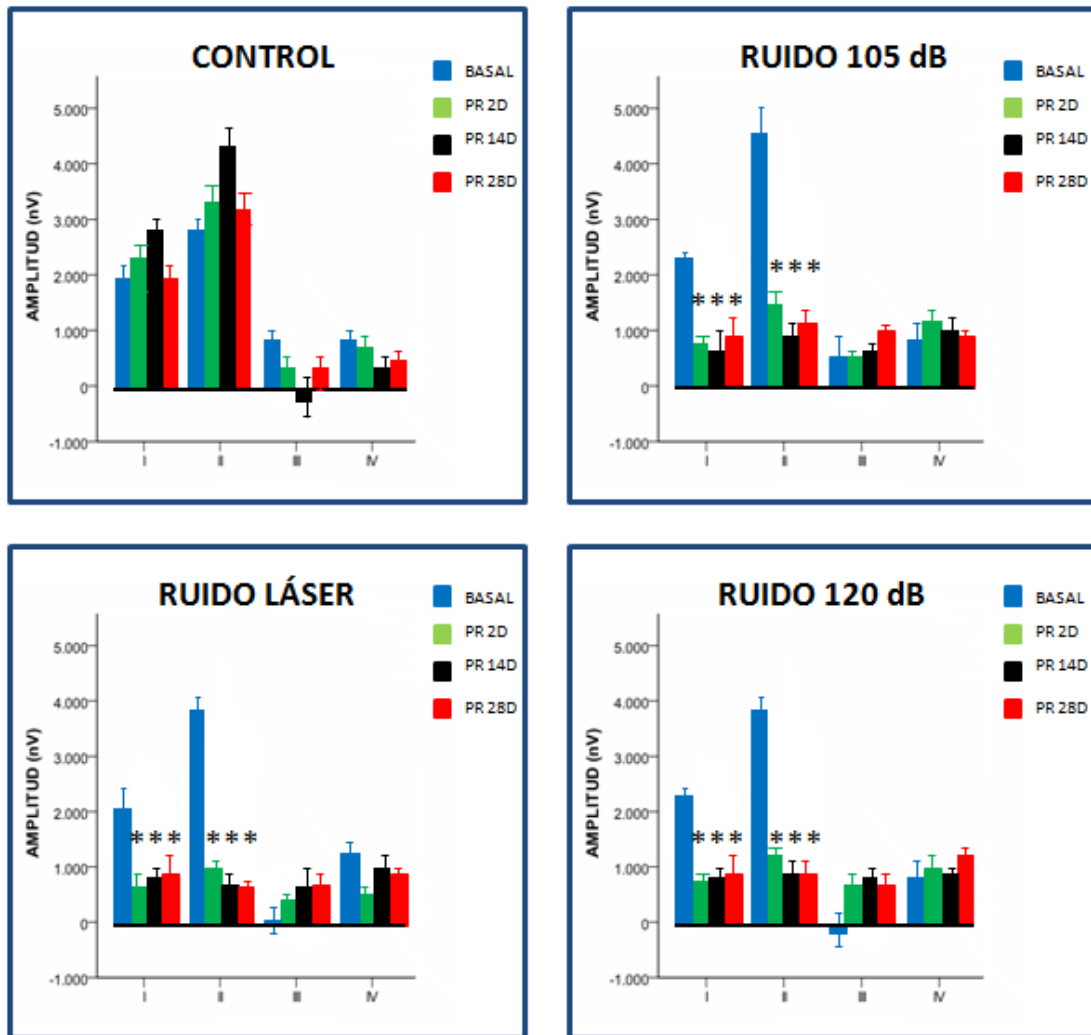 CONTROL
BASAL
PR 2D
PR 14D
PR 28D
AMPLITUD (nV)
5.000
4.000
3.000
2.000
1.000
0
-1.000
I
II
III
IV
RUIDO 105 dB
BASAL
PR 2D
PR 14D
PR 28D
AMPLITUD (nV)
5.000
4.000
3.000
2.000
1.000
0
-1.000
* * *
* * *
I
II
III
IV
RUIDO LÁSER
BASAL
PR 2D
PR 14D
PR 28D
AMPLITUD (nV)
5.000
4.000
3.000
2.000
1.000
0
-1.000
* * *
* * *
I
II
III
IV
RUIDO 120 dB
BASAL
PR 2D
PR 14D
PR 28D
AMPLITUD (nV)
5.000
4.000
3.000
2.000
1.000
0
-1.000
* * *
* * *
I
II
III
IV